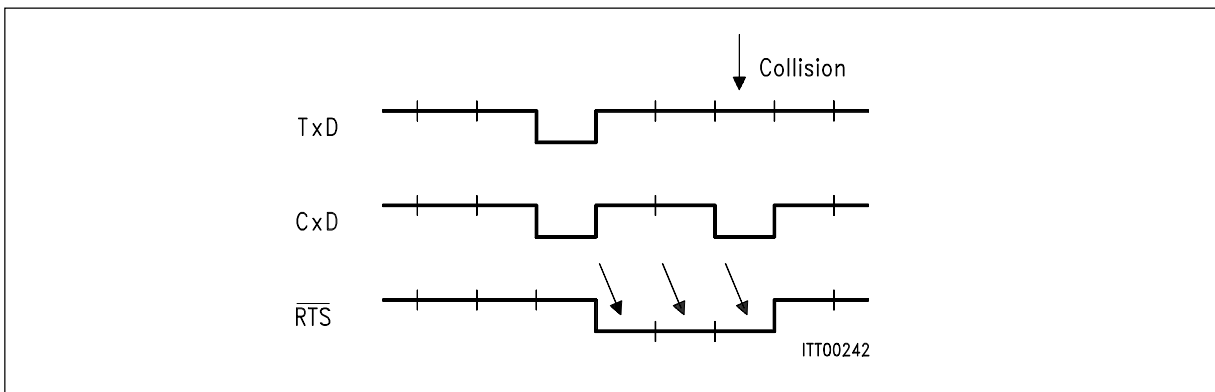 Collision
TxD
CxD
RTS
ITT00242